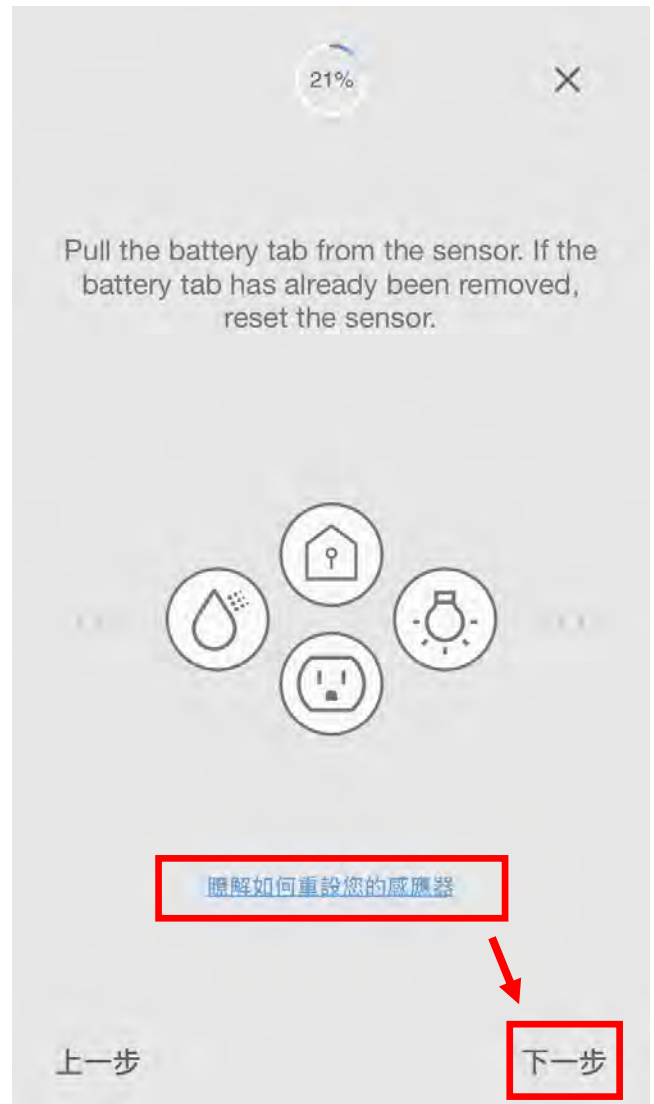 21%
Pull the battery tab from the sensor. If the
battery tab has already been removed,
reset the sensor.
瞭解如何重設您的感應器
上一步
下一步